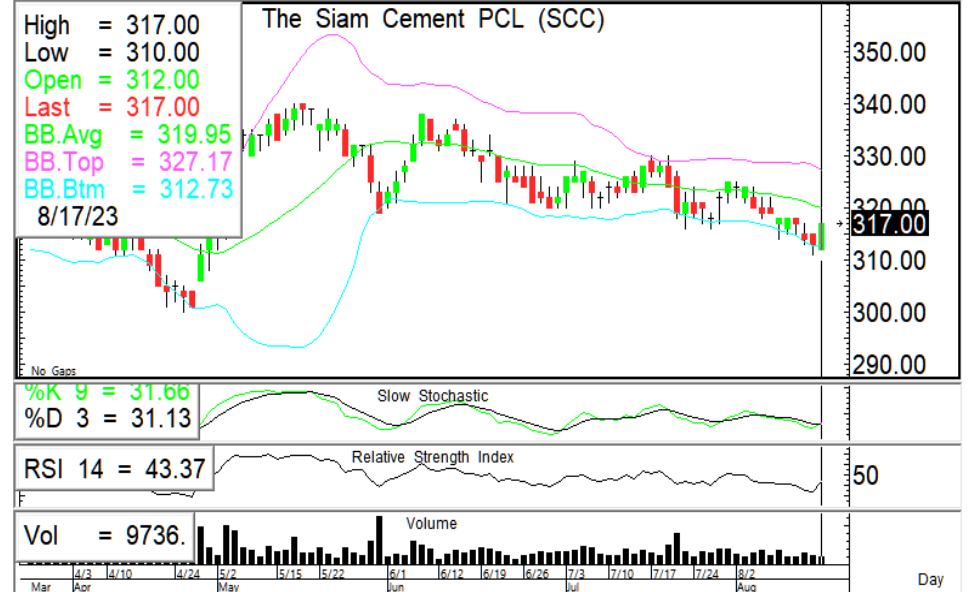 The Siam Cement PCL (SCC)
High = 317.00
Low = 310.00
Open = 312.00
Last = 317.00
BB.Avg = 319.95
BB.Top = 327.17
BB.Btm = 312.73
8/17/23
350.00
340.00
330.00
320.00
317.00
310.00
300.00
290.00
No Gaps
%K 9 = 31.66
%D 3 = 31.13
Slow Stochastic
RSI 14 = 43.37
Relative Strength Index
50
Vol = 9736.
Volume
4/3 4/10 4/24 5/2 5/15 5/22 6/1 6/12 6/19 6/26 7/3 7/10 7/17 7/24 8/2
Mar Apr May Jun Jul Aug
Day